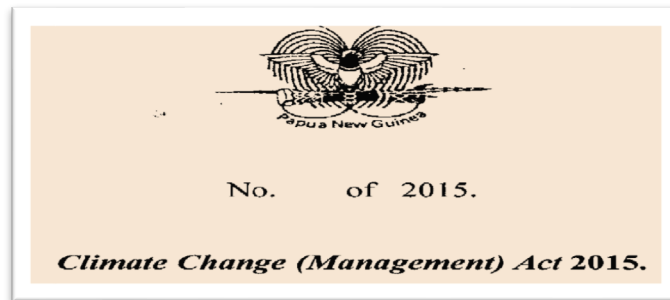 Papua New Guinea
No. of 2015.
Climate Change (Management) Act 2015.